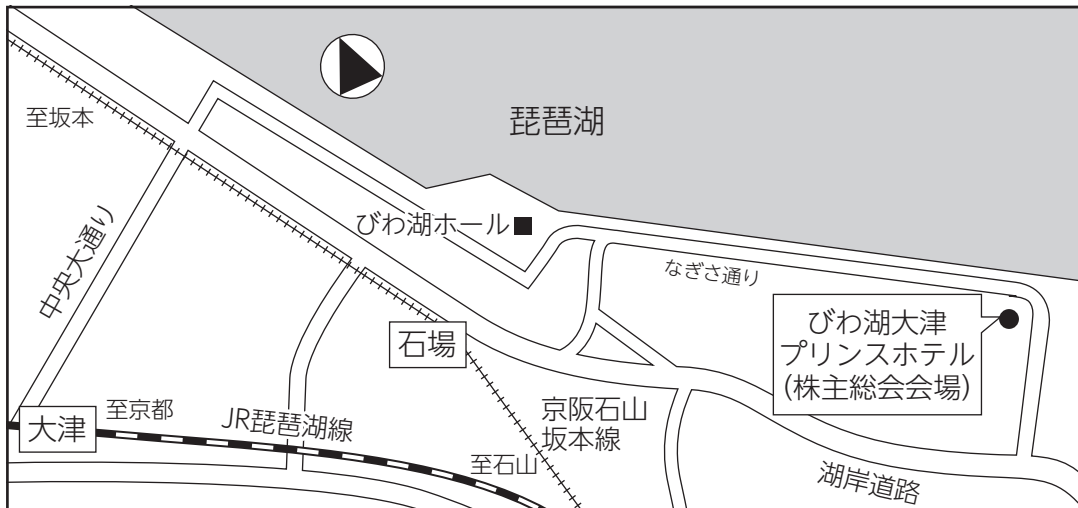 至坂本
琵琶湖
びわ湖ホール
中央大通り
なぎさ通り
びわ湖大津
プリンスホテル
(株主総会会場)
石場
大津
至京都
JR琵琶湖線
京阪石山
坂本線
至石山
湖岸道路